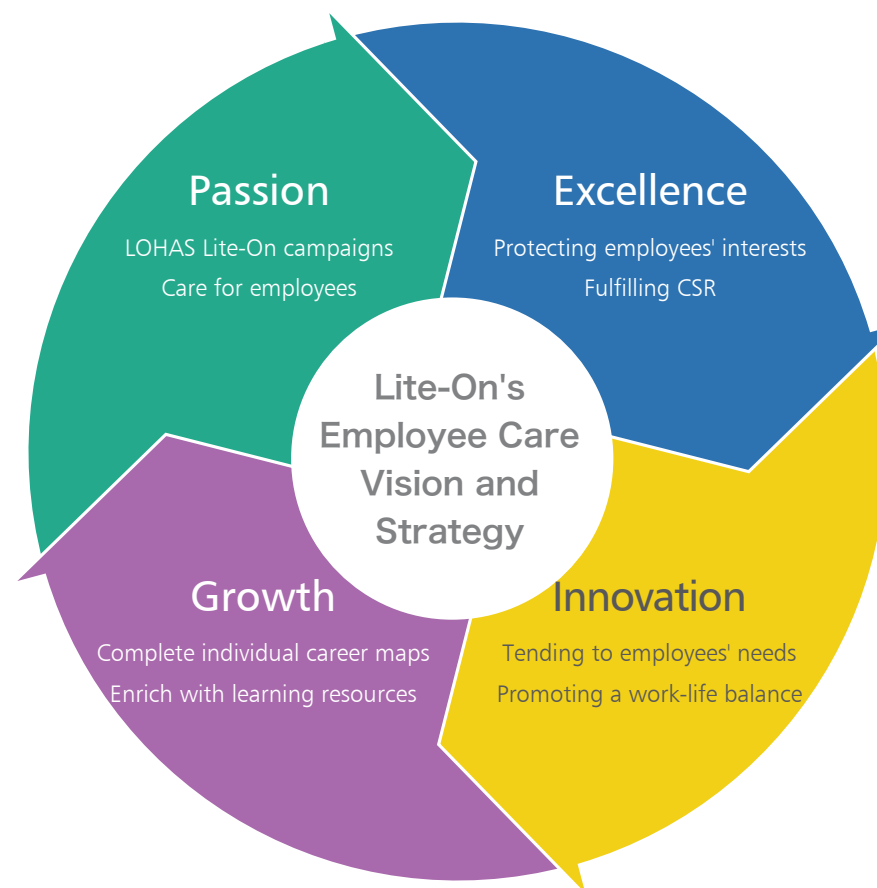 Passion
LOHAS Lite-On campaigns
Care for employees
Excellence
Protecting employees' interests
Fulfilling CSR
Lite-On's
Employee Care
Vision and
Strategy
Growth
Complete individual career maps
Enrich with learning resources
Innovation
Tending to employees' needs
Promoting a work-life balance